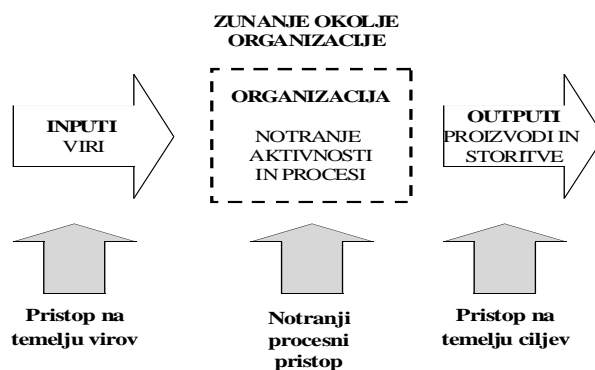 ZUNANJE OKOLJE
ORGANIZACIJE
INPUTI
VIRI
ORGANIZACIJA
NOTRANJE
AKTIVNOSTI
IN PROCESI
OUTPUTI
PROIZVODI IN
STORITVE
Pristop na
temelju virov
Notranji
procesni
pristop
Pristop na
temelju ciljev